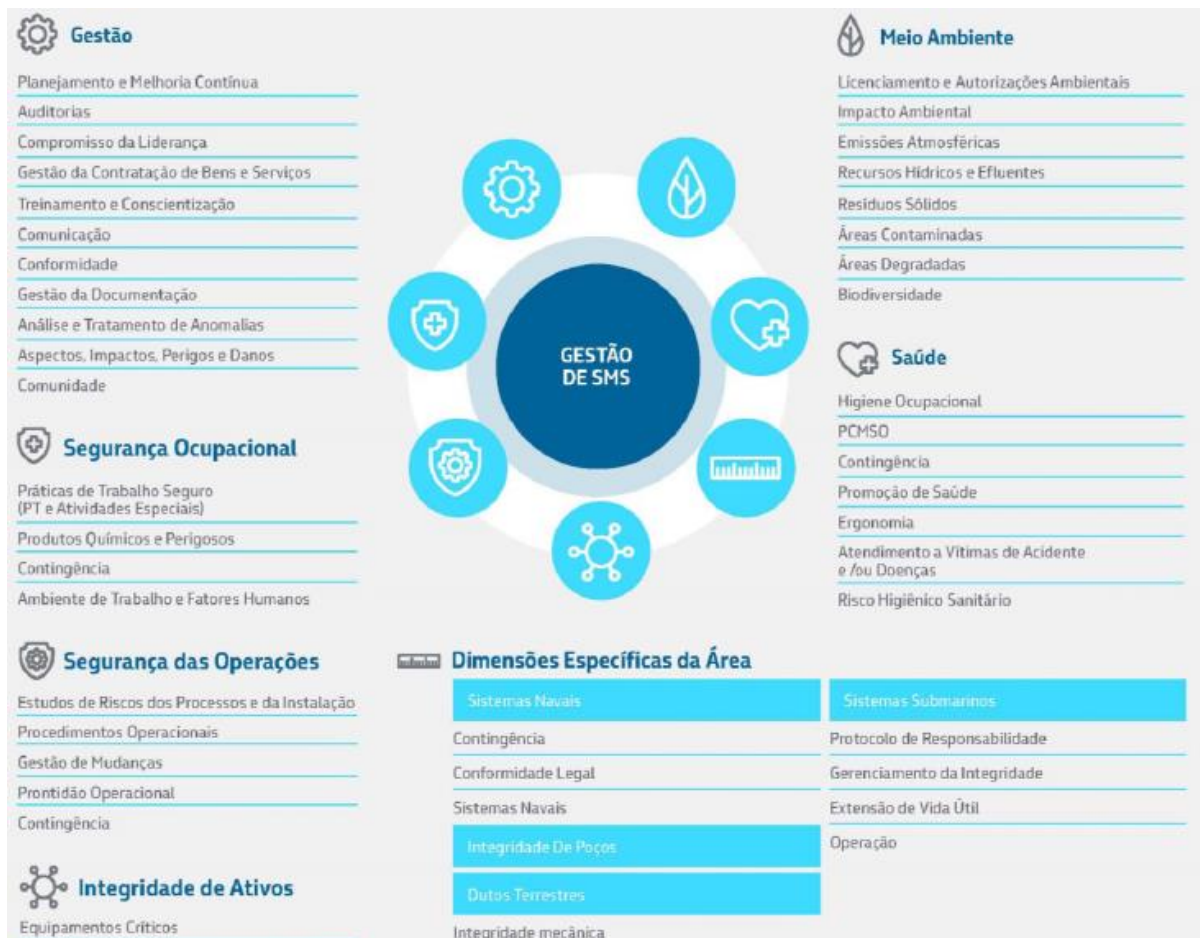 Gestão
Planejamento e Melhoria Contínua
Auditorias
Compromisso da Liderança
Gestão da Contratação de Bens e Serviços
Treinamento e Conscientização
Comunicação
Conformidade
Gestão da Documentação
Análise e Tratamento de Anomalias
Aspectos, Impactos, Perigos e Danos
Comunidade
Segurança Ocupacional
Práticas de Trabalho Seguro
(PT e Atividades Especiais)
Produtos Químicos e Perigosos
Contingência
Ambiente de Trabalho e Fatores Humanos
Segurança das Operações
Estudos de Riscos dos Processos e da Instalação
Procedimentos Operacionais
Gestão de Mudanças
Prontidão Operacional
Contingência
Integridade de Ativos
Equipamentos Críticos
GESTÃO
DE SMS
Meio Ambiente
Licenciamento e Autorizações Ambientais
Impacto Ambiental
Emissões Atmosféricas
Recursos Hídricos e Efluentes
Resíduos Sólidos
Áreas Contaminadas
Áreas Degradadas
Biodiversidade
Saúde
Higiene Ocupacional
PCMSO
Contingência
Promoção de Saúde
Ergonomia
Atendimento a Vítimas de Acidente
e /ou Doenças
Risco Higiênico Sanitário
Dimensões Específicas da Área
Sistemas Navais
Contingência
Conformidade Legal
Sistemas Navais
Integridade De Poços
Dutos Terrestres
Integridade mecânica
Sistemas Submarinos
Protocolo de Responsabilidade
Gerenciamento da Integridade
Extensão de Vida Útil
Operação